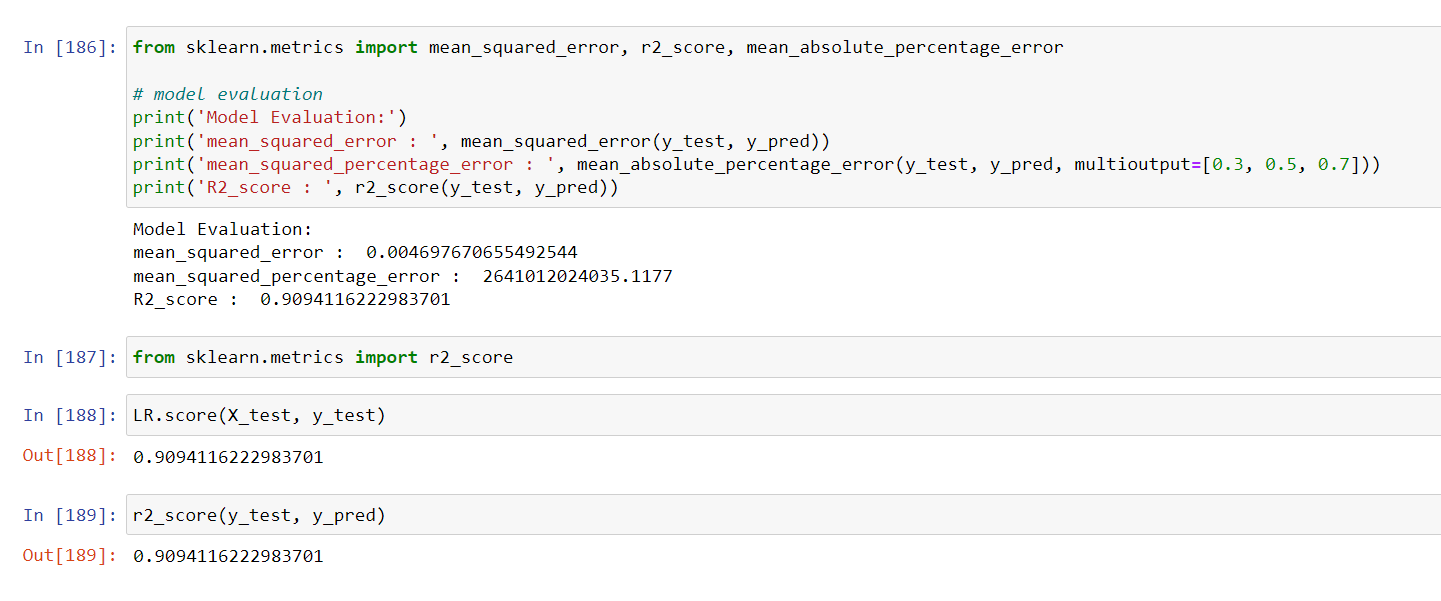 In [186]: from sklearn.metrics import mean_squared_error, r2_score, mean_absolute_percentage_error
# model evaluation
print('Model Evaluation:')
print('mean_squared_error : ', mean_squared_error(y_test, y_pred))
print('mean_squared_percentage_error : ', mean_absolute_percentage_error(y_test, y_pred, multioutput=[0.3, 0.5, 0.7]))
print('R2_score : ', r2_score(y_test, y_pred))
Model Evaluation:
mean_squared_error :  0.004697670655492544
mean_squared_percentage_error :  2641012024035.1177
R2_score :  0.9094116222983701
In [187]: from sklearn.metrics import r2_score
In [188]: LR.score(X_test, y_test)
Out[188]: 0.9094116222983701
In [189]: r2_score(y_test, y_pred)
Out[189]: 0.9094116222983701